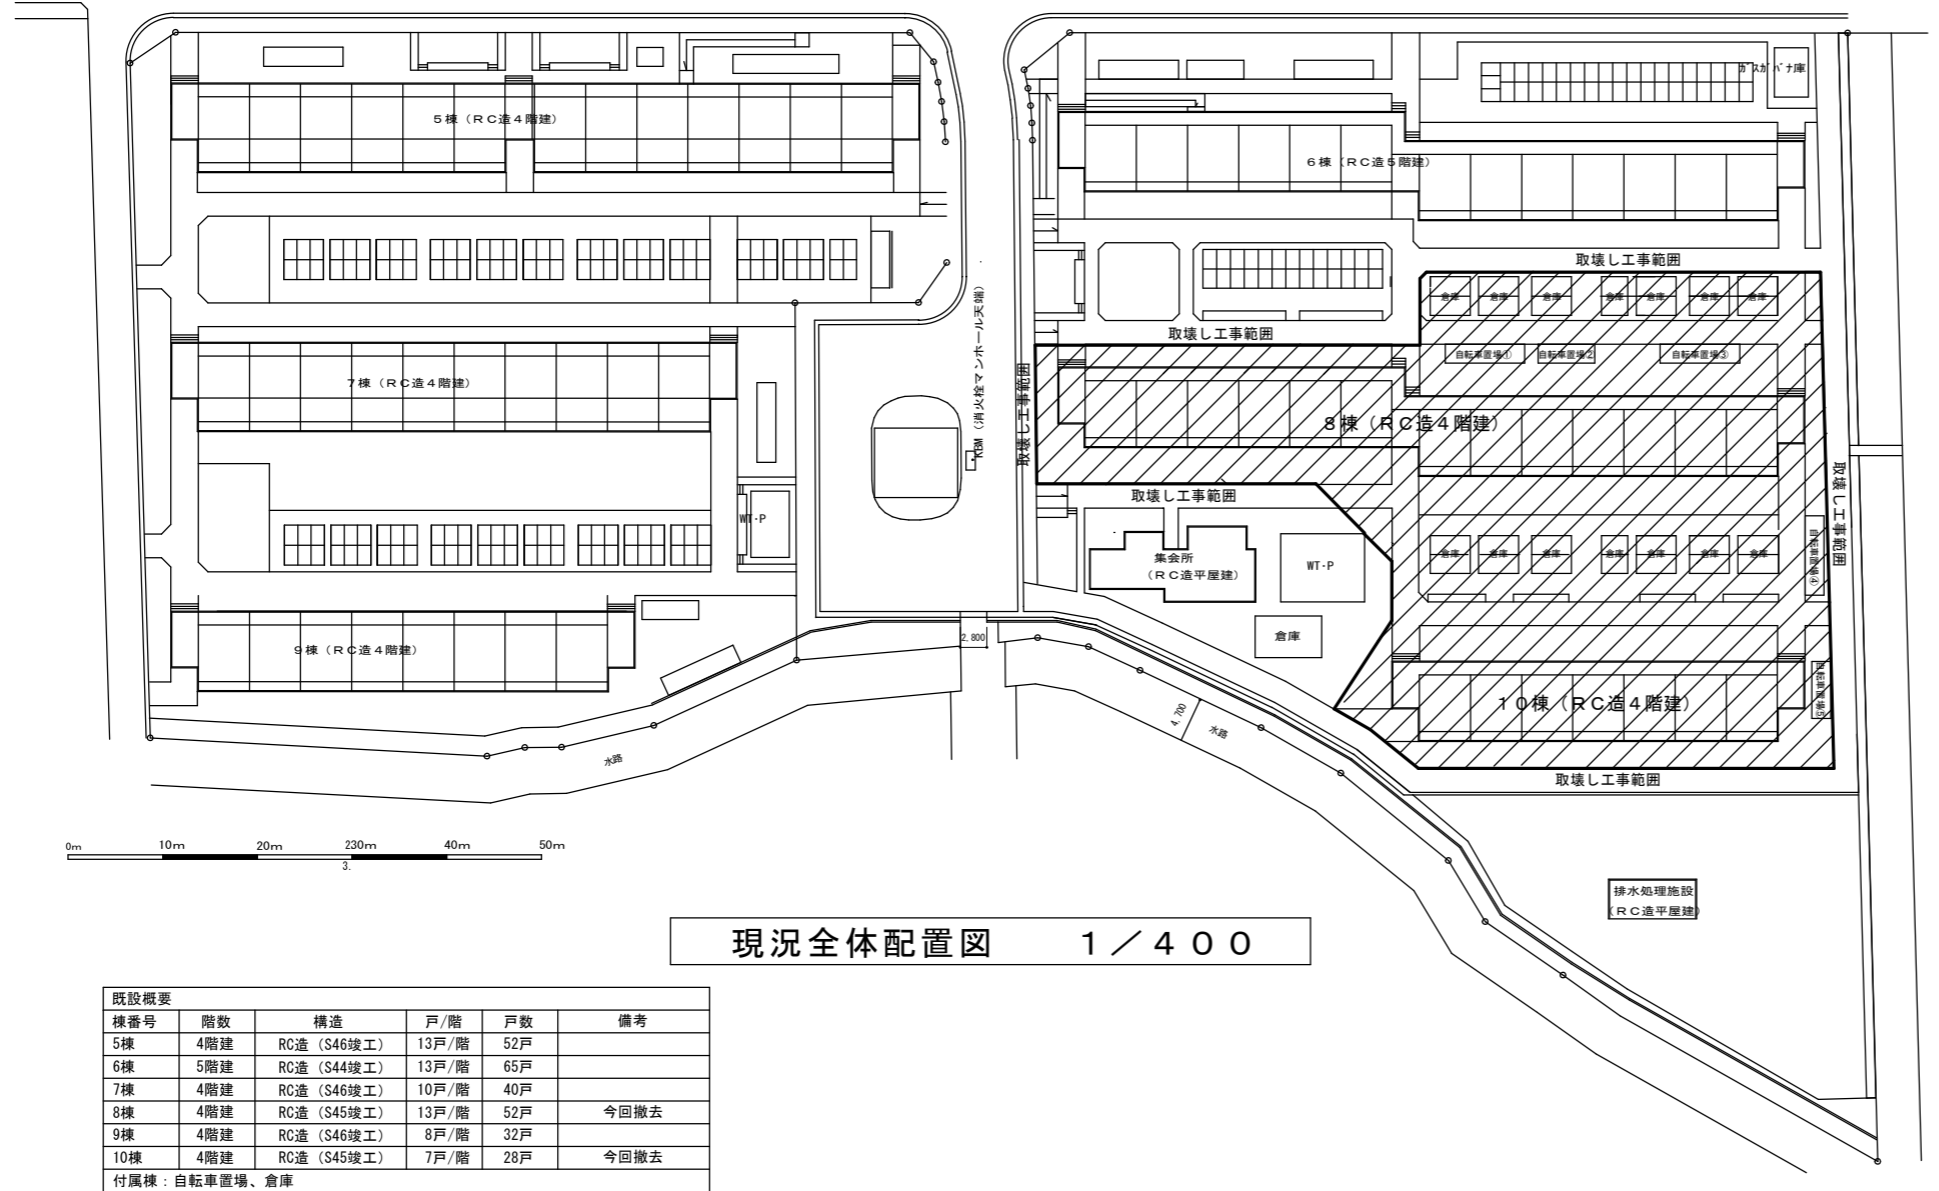 5棟（ＲＣ造４階建）
ガスガバナ庫
6棟（ＲＣ造５階建）
取壊し工事範囲
倉庫 倉庫 倉庫 倉庫 倉庫 倉庫 倉庫
取壊し工事範囲
自転車置場① 自転車置場② 自転車置場③
KBM（消火栓マンホール天端）
取壊し工事範囲
7棟（ＲＣ造４階建）
８棟（ＲＣ造４階建）
取壊し工事範囲
取壊し工事範囲
WT-P
集会所
（ＲＣ造平屋建）
WT-P
倉庫 倉庫 倉庫 倉庫 倉庫 倉庫 倉庫
自転車置場④
倉庫
2,800
9棟（ＲＣ造４階建）
自転車置場⑤
１０棟（ＲＣ造４階建）
4,700
水路
水路
取壊し工事範囲
0m 10m 20m 230m 40m 50m
3.
排水処理施設
（ＲＣ造平屋建）
現況全体配置図　１／４００
既設概要
棟番号 階数 構造 戸/階 戸数 備考
5棟 4階建 RC造（S46竣工） 13戸/階 52戸
6棟 5階建 RC造（S44竣工） 13戸/階 65戸
7棟 4階建 RC造（S46竣工） 10戸/階 40戸
8棟 4階建 RC造（S45竣工） 13戸/階 52戸 今回撤去
9棟 4階建 RC造（S46竣工） 8戸/階 32戸
10棟 4階建 RC造（S45竣工） 7戸/階 28戸 今回撤去
付属棟：自転車置場、倉庫